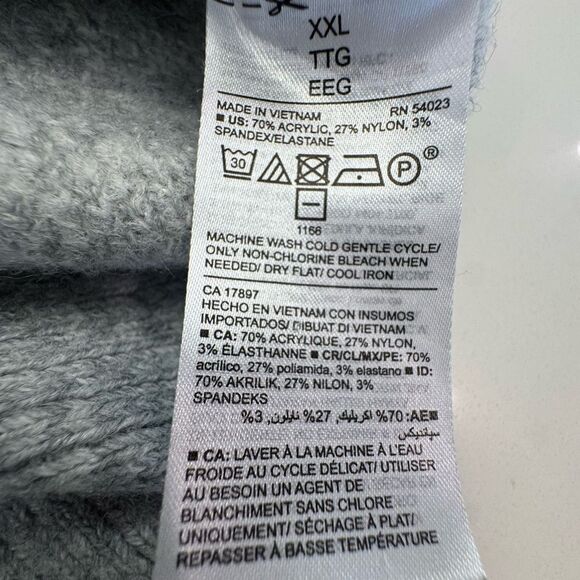 XXL
TTG
EEG
MADE IN VIETNAM RN 54023
■ US: 70% ACRYLIC, 27% NYLON, 3%
SPANDEX/ELASTANE
30 P ®
1166
MACHINE WASH COLD GENTLE CYCLE/
ONLY NON-CHLORINE BLEACH WHEN
NEEDED/ DRY FLAT/ COOL IRON
CA 17897
HECHO EN VIETNAM CON INSUMOS
IMPORTADOS/ DIBUAT DI VIETNAM
■ CA: 70% ACRYLIQUE, 27% NYLON,
3% ÉLASTHANNE ■ CR/CL/MX/PE: 70%
acrílico, 27% poliamida, 3% elastano ■ ID:
70% AKRILIK, 27% NILON, 3%
SPANDEKS
■AE: 70% اكريليك, 27% نايلون, 3%
سپانديكس
■ CA: LAVER À LA MACHINE À L'EAU
FROIDE AU CYCLE DÉLICAT/ UTILISER
AU BESOIN UN AGENT DE
BLANCHIMENT SANS CHLORE
UNIQUEMENT/ SÉCHAGE À PLAT/
REPASSER À BASSE TEMPÉRATURE